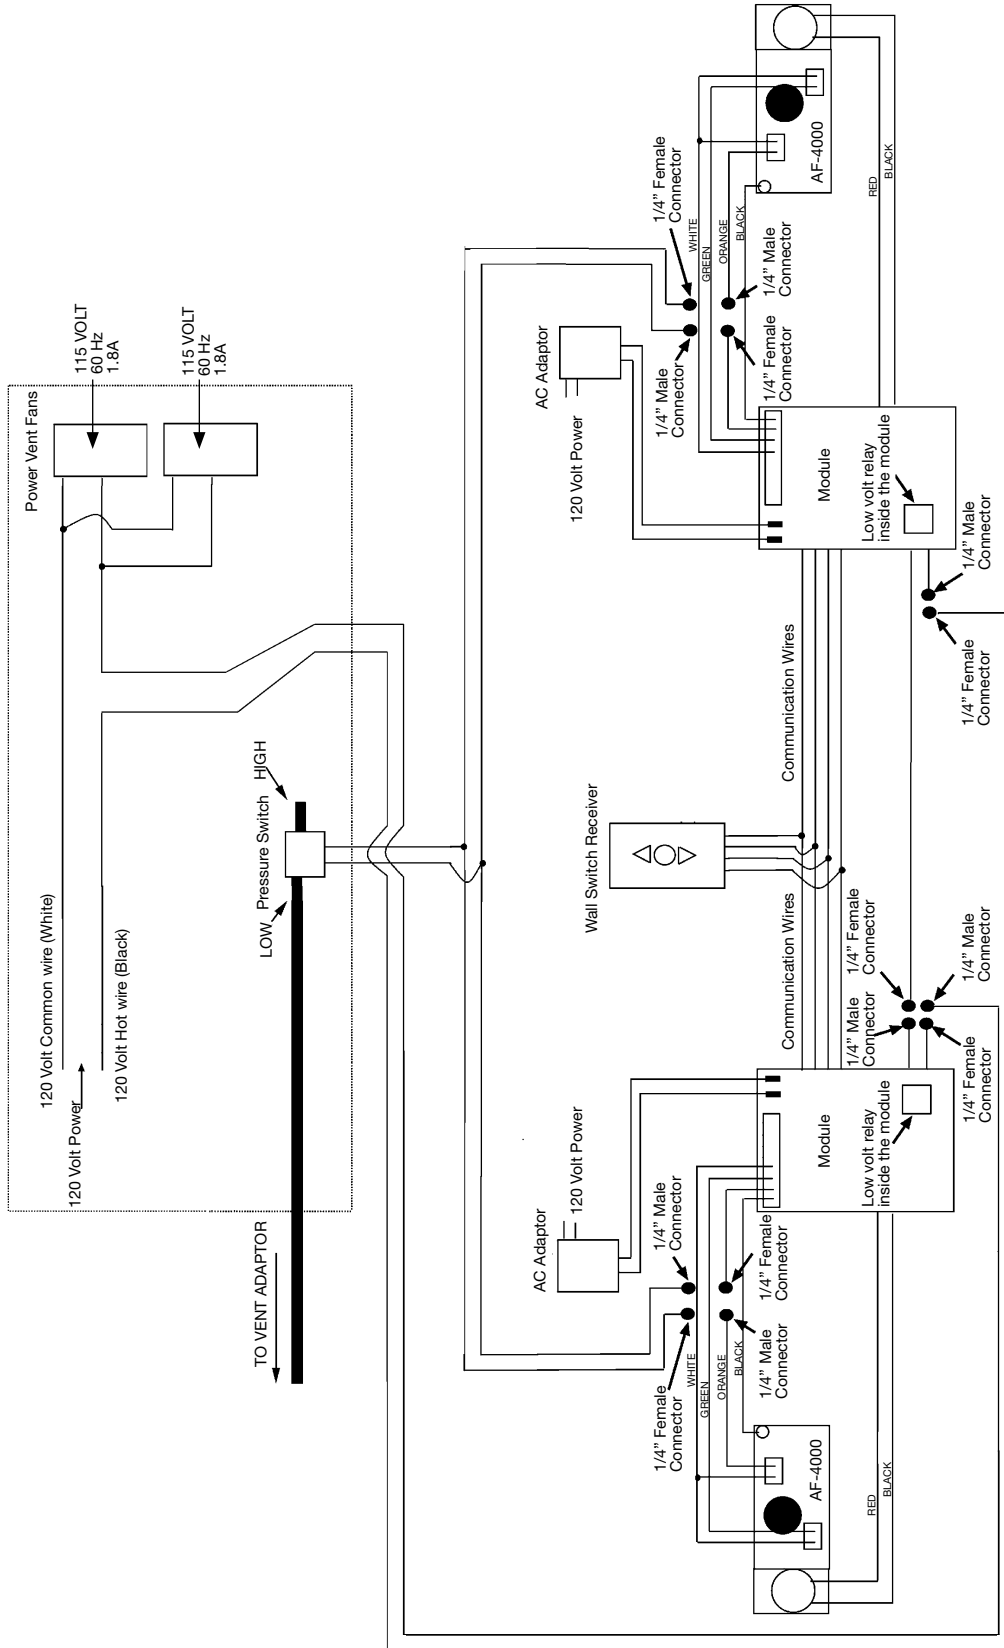 Power Vent Fans
115 VOLT
60 Hz
1.8A
115 VOLT
60 Hz
1.8A
120 Volt Common wire (White)
120 Volt Power
120 Volt Hot wire (Black)
LOW
Pressure Switch
HIGH
TO VENT ADAPTOR
AC Adaptor
120 Volt Power
1/4” Female
Connector
1/4” Male
Connector
WHITE
GREEN
ORANGE
BLACK
1/4” Male
Connector
1/4” Female
Connector
AF-4000
RED
BLACK
Module
Low volt relay
inside the module
1/4” Male
Connector
1/4” Female
Connector
Communication Wires
Wall Switch Receiver
Communication Wires
1/4” Female
Connector
1/4” Male
Connector
1/4” Male
Connector
1/4” Female
Connector
AC Adaptor
120 Volt Power
Module
Low volt relay
inside the module
1/4” Male
Connector
1/4” Female
Connector
1/4” Female
Connector
1/4” Male
Connector
WHITE
GREEN
ORANGE
BLACK
AF-4000
RED
BLACK